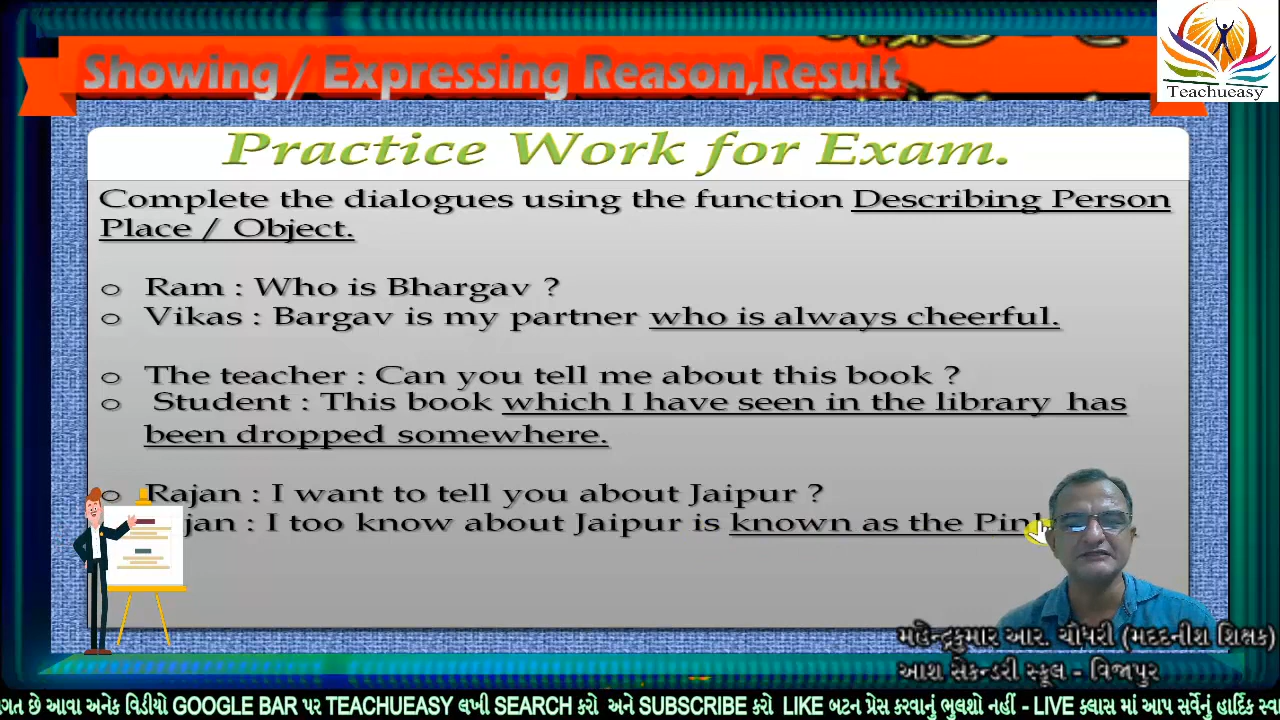 Showing / Expressing Reason,Result
Teachueasy
Practice Work for Exam.
Complete the dialogues using the function Describing Person
Place / Object.
o Ram : Who is Bhargav ?
o Vikas : Bargav is my partner who is always cheerful.
o The teacher : Can you tell me about this book ?
o Student : This book which I have seen in the library has
been dropped somewhere.
o Rajan : I want to tell you about Jaipur ?
jan : I too know about Jaipur is known as the Pink
મહેન્દ્રકુમાર આર. ચૌધરી (મદદનીશ શિક્ષક)
આશ સેકન્ડરી સ્કૂલ - વિજાપુર
ગત છે આવા અનેક વિડીયો GOOGLE BAR પર TEACHUEASY લખી SEARCH કરો અને SUBSCRIBE કરો LIKE બટન પ્રેસ કરવાનું ભુલશો નહીં - LIVE ક્લાસ માં આપ સર્વેનું હાર્દિક સ્વા